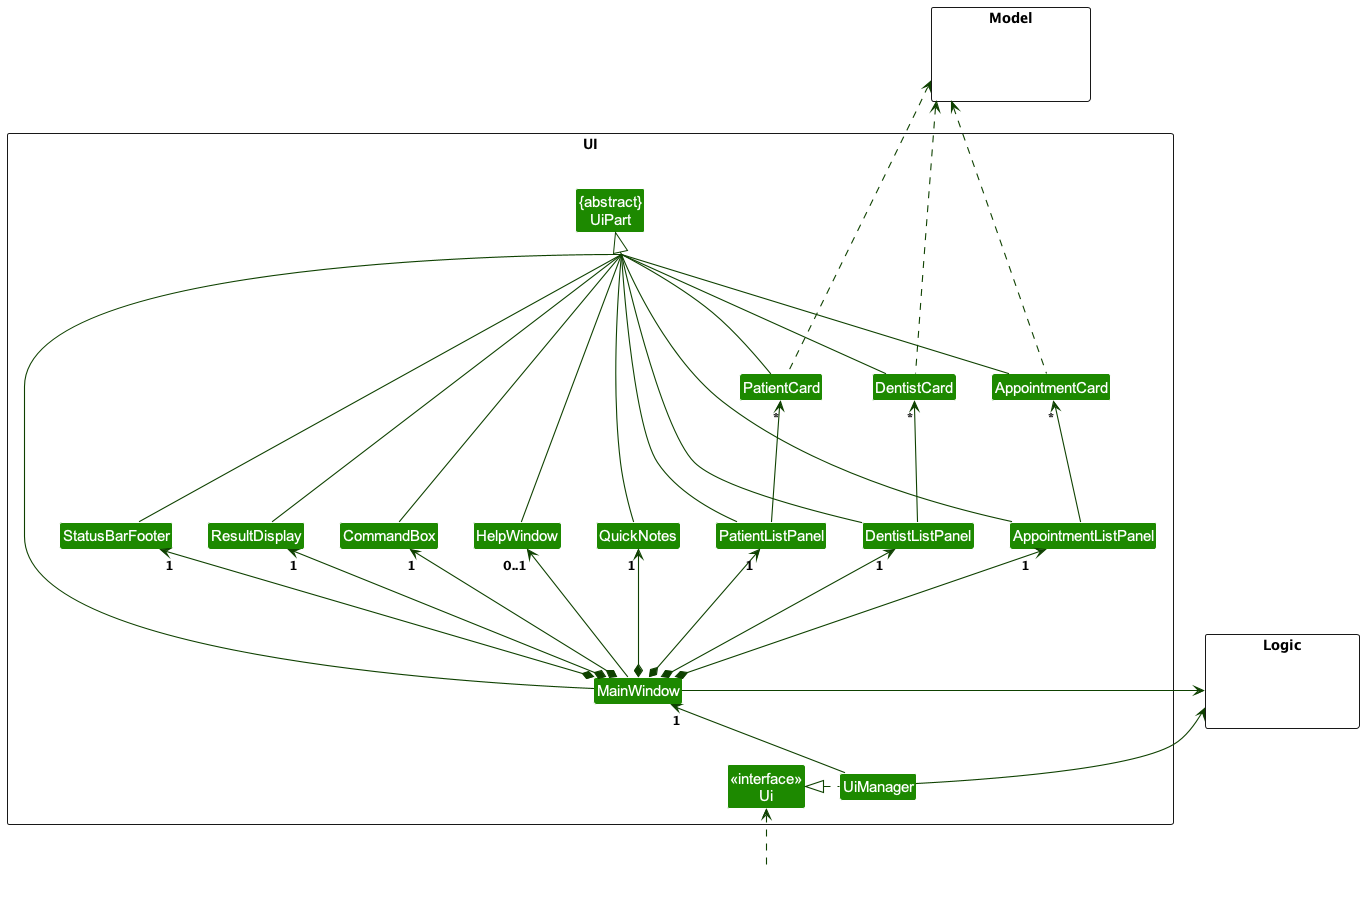 Model
UI
{abstract}
UiPart
PatientCard
DentistCard
AppointmentCard
*
*
*
StatusBarFooter
ResultDisplay
CommandBox
HelpWindow
QuickNotes
PatientListPanel
DentistListPanel
AppointmentListPanel
1
1
1
0..1
1
1
1
1
Logic
MainWindow
1
«interface»
Ui
UiManager